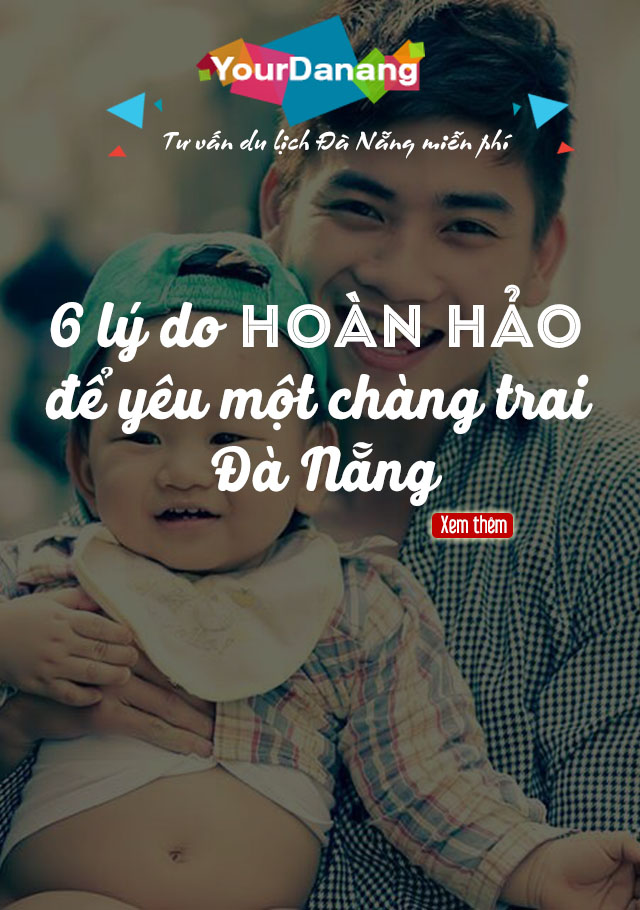 YourDanang
Tư vấn du lịch Đà Nẵng miễn phí
6 lý do HOÀN HẢO
để yêu một chàng trai
Đà Nẵng
Xem thêm